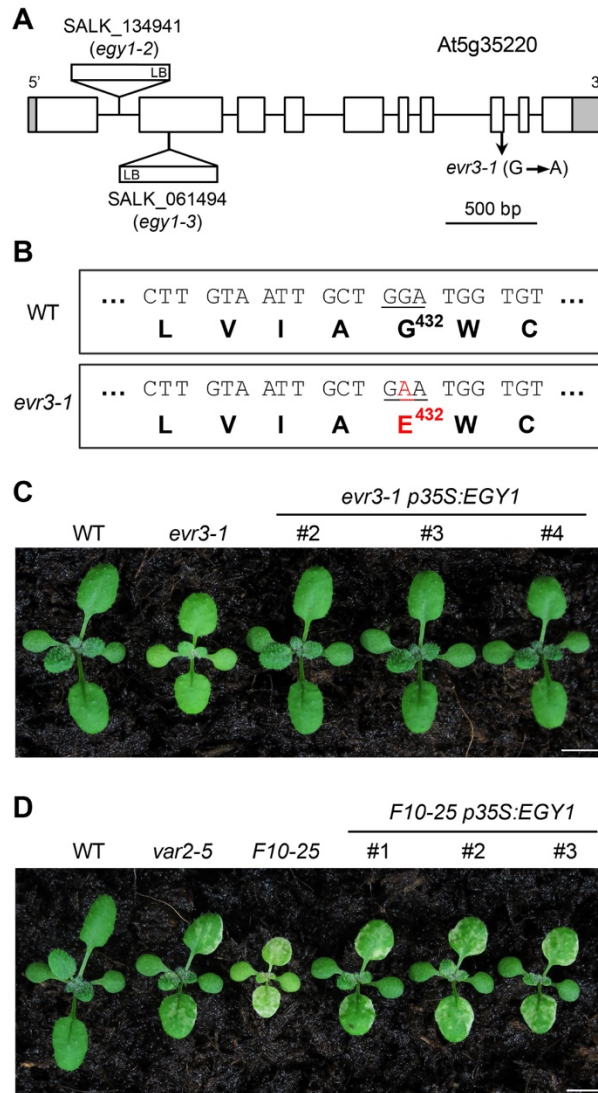 A
SALK_134941
(egy1-2)
At5g35220
LB
5'
3'
LB
SALK_061494
(egy1-3)
evr3-1 (G→A)
500 bp
B
WT
... CTT GTA ATT GCT GGA TGG TGT ...
L V I A G432 W C
evr3-1
... CTT GTA ATT GCT GAA TGG TGT ...
L V I A E432 W C
C
evr3-1 p35S:EGY1
WT evr3-1 #2 #3 #4
D
F10-25 p35S:EGY1
WT var2-5 F10-25 #1 #2 #3